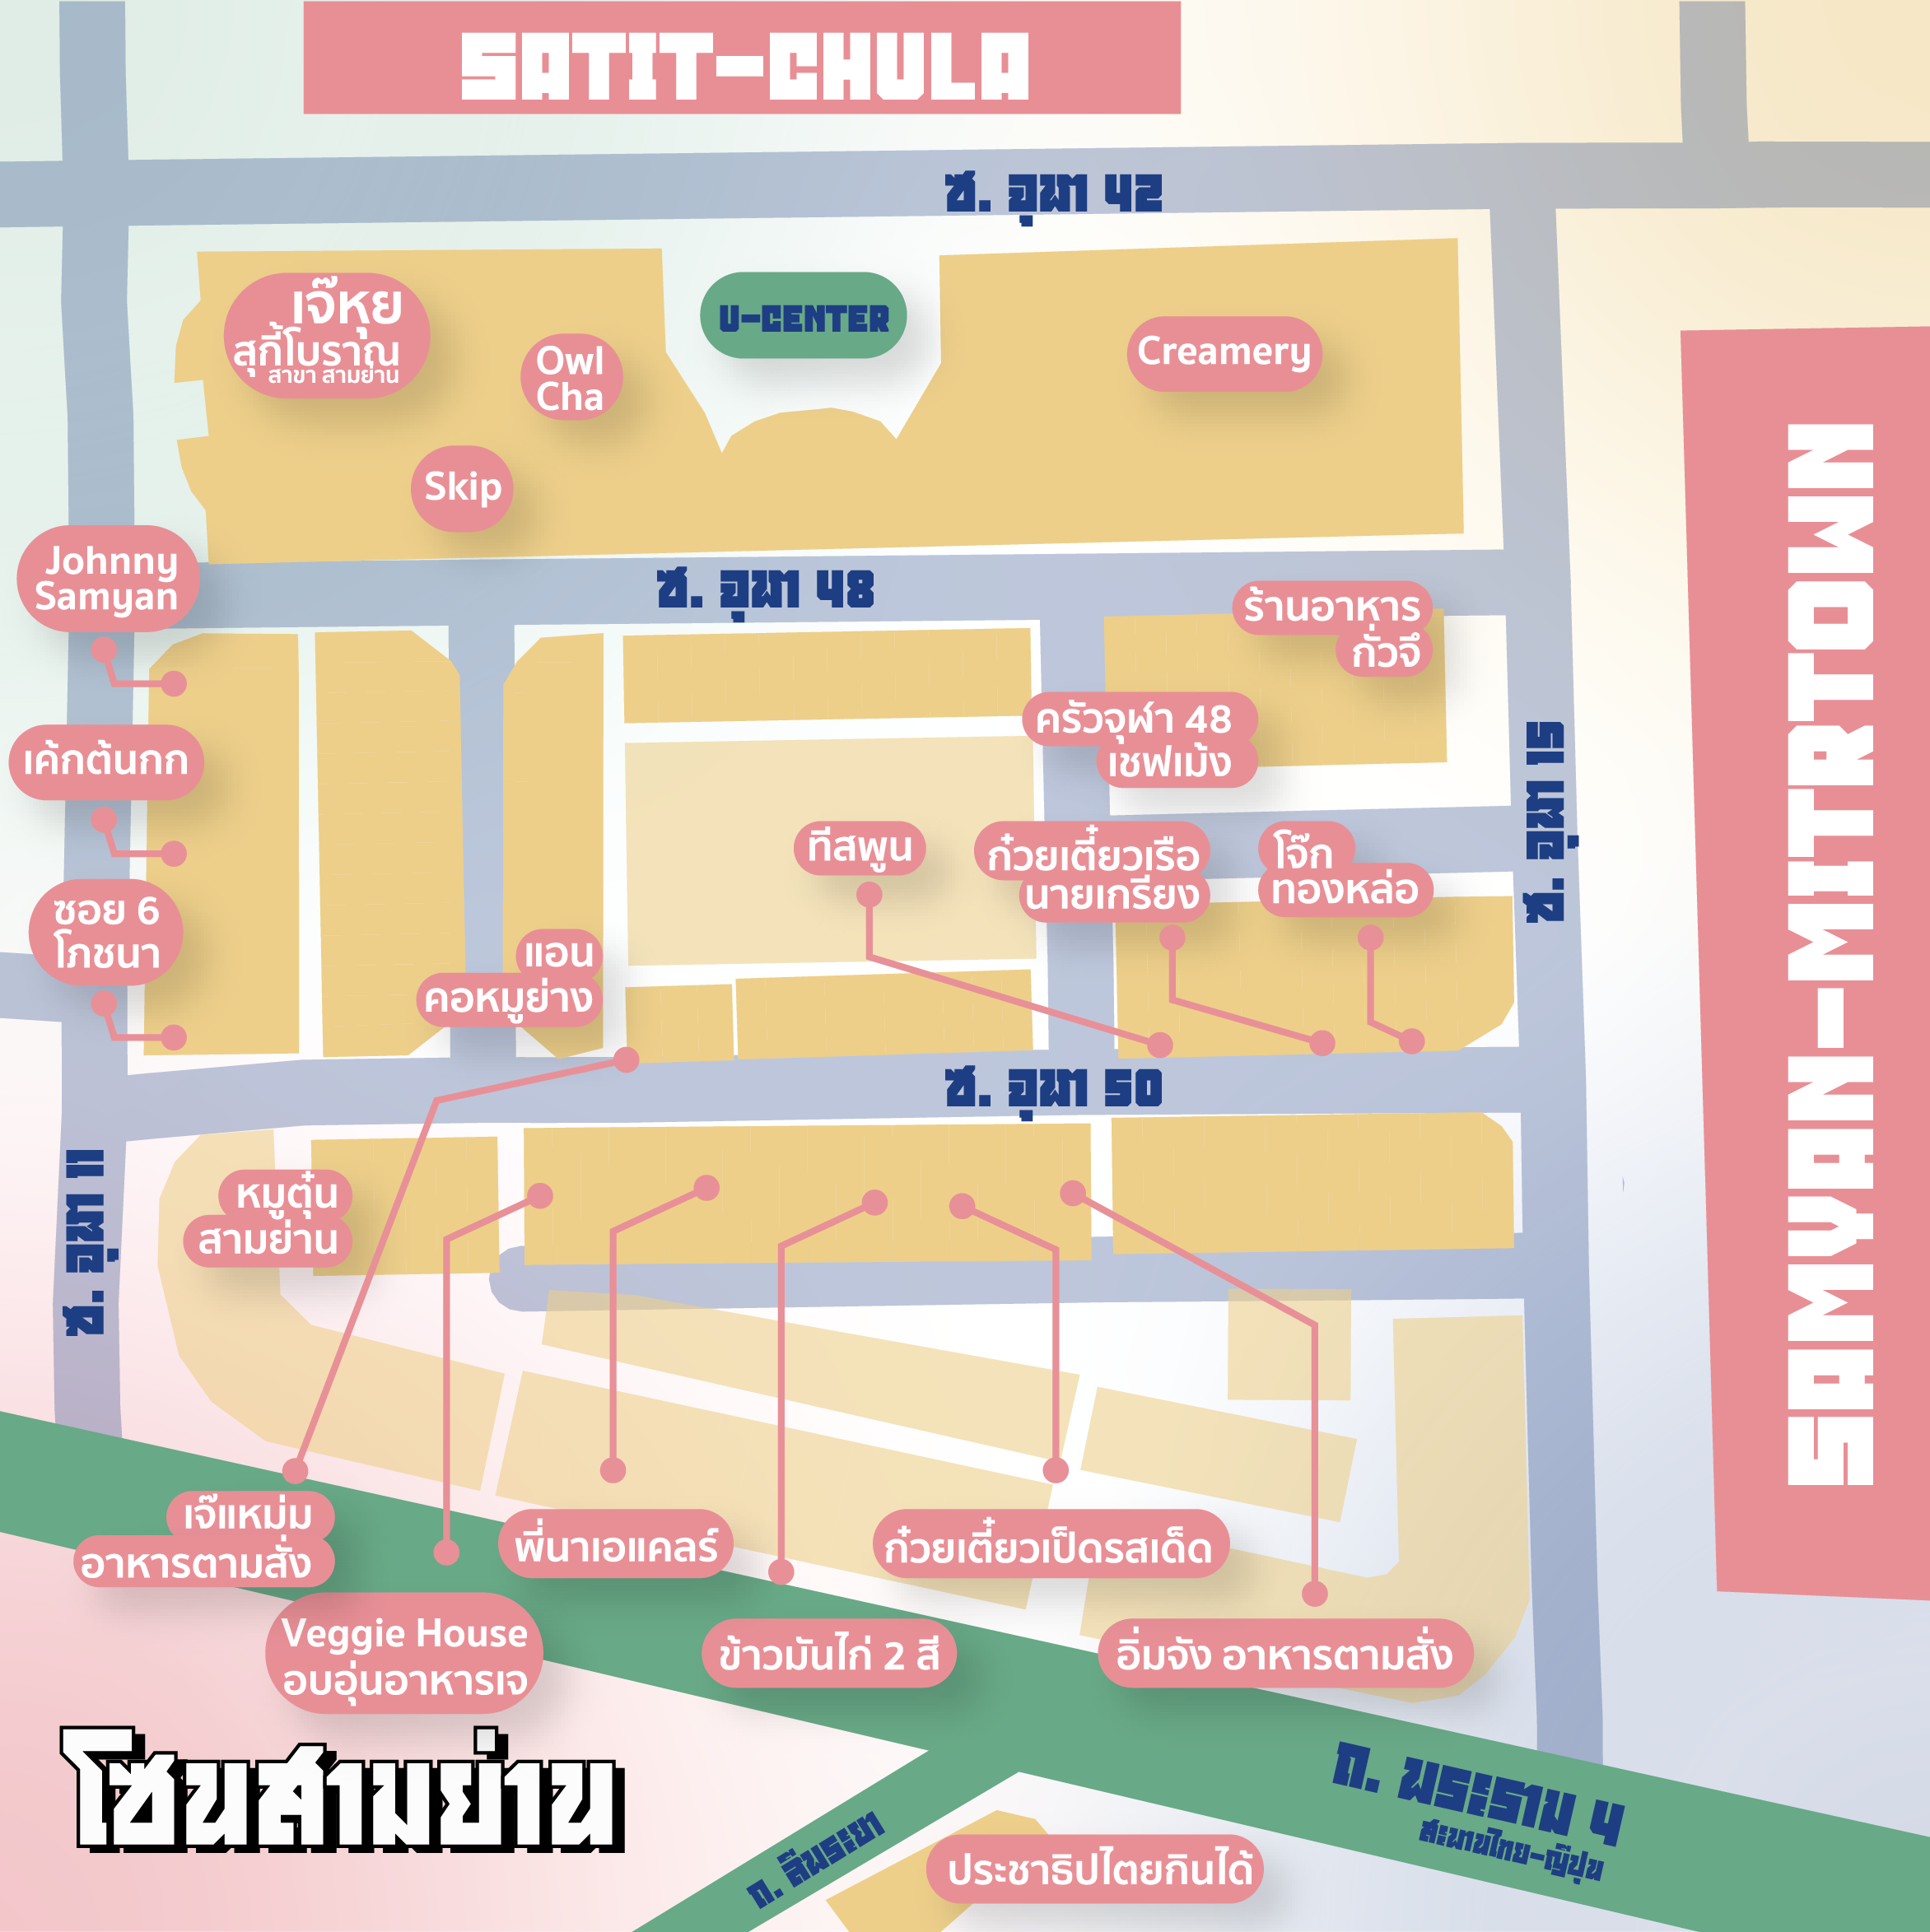 SATIT-CHULA
ซ. จุฬา 42
เจ๊หุย
สุกี้โบราณ
สาขา สามย่าน
Owl
Cha
U-CENTER
Creamery
Skip
Johnny
Samyan
ซ. จุฬา 48
ร้านอาหาร
กั่วจี
ครัวจุฬา 48
เชฟเม้ง
เค้กต้นกก
ซ. จุฬา 15
SAMYAN-MITRTOWN
ทีสพูน
ก๋วยเตี๋ยวเรือ
นายเกรียง
โจ๊ก
ทองหล่อ
ซอย 6
โภชนา
แอน
คอหมูย่าง
ซ. จุฬา 50
ซ. จุฬา 11
หมูตุ๋น
สามย่าน
เจ๊แหม่ม
อาหารตามสั่ง
พี่นาเอแคลร์
ก๋วยเตี๋ยวเป็ดรสเด็ด
Veggie House
อบอุ่นอาหารเจ
ข้าวมันไก่ 2 สี
อิ่มจัง อาหารตามสั่ง
โซนสามย่าน
ถ. พระราม 4
สะพานไทย-ญี่ปุ่น
ถ. สี่พระยา
ประชาธิปไตยกินได้